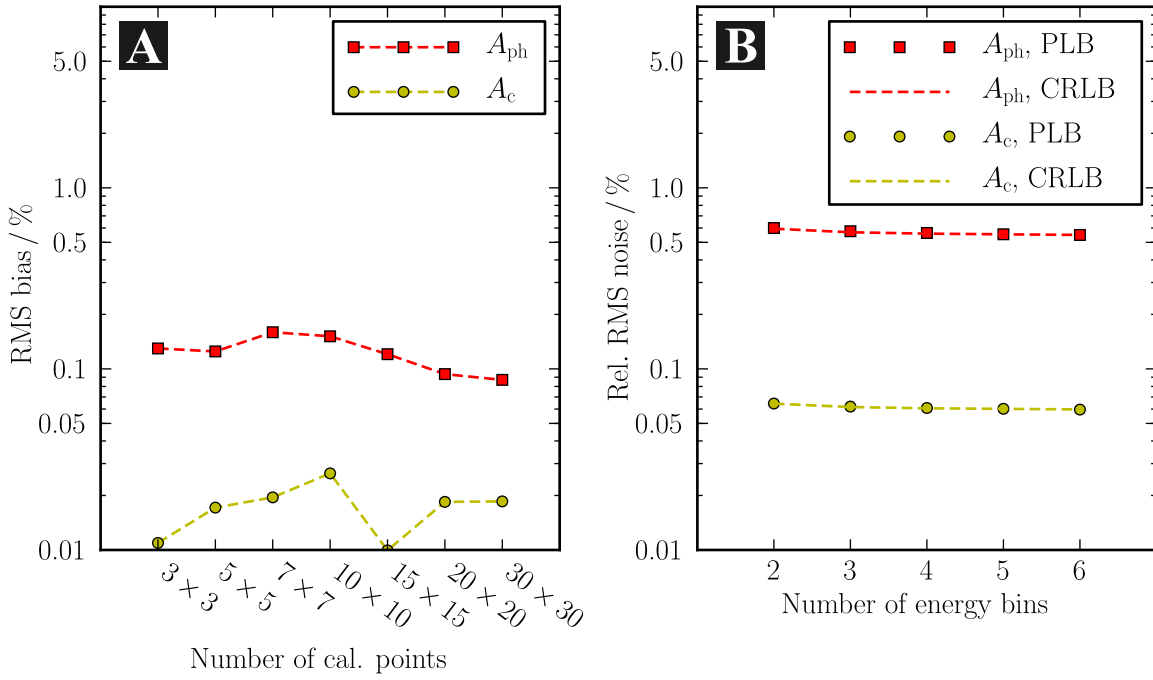 A
RMS bias / %
5.0
1.0
0.5
0.1
0.05
0.01
A_ph
A_c
3 × 3
5 × 5
7 × 7
10 × 10
15 × 15
20 × 20
30 × 30
Number of cal. points
B
Rel. RMS noise / %
5.0
1.0
0.5
0.1
0.05
0.01
A_ph, PLB
A_ph, CRLB
A_c, PLB
A_c, CRLB
2 3 4 5 6
Number of energy bins